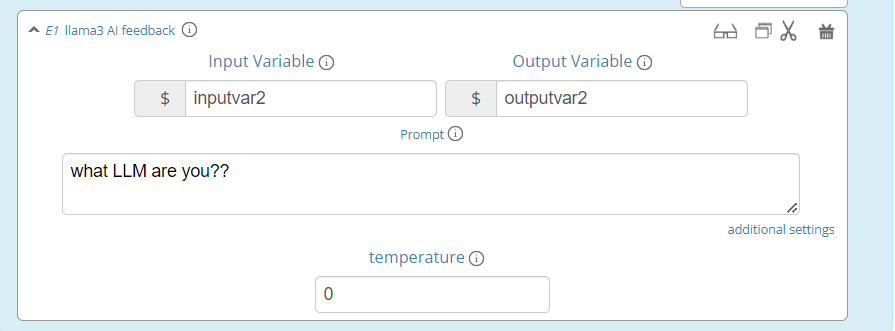 E1 llama3 AI feedback
Input Variable
Output Variable
$ inputvar2
$ outputvar2
Prompt
what LLM are you??
additional settings
temperature
0